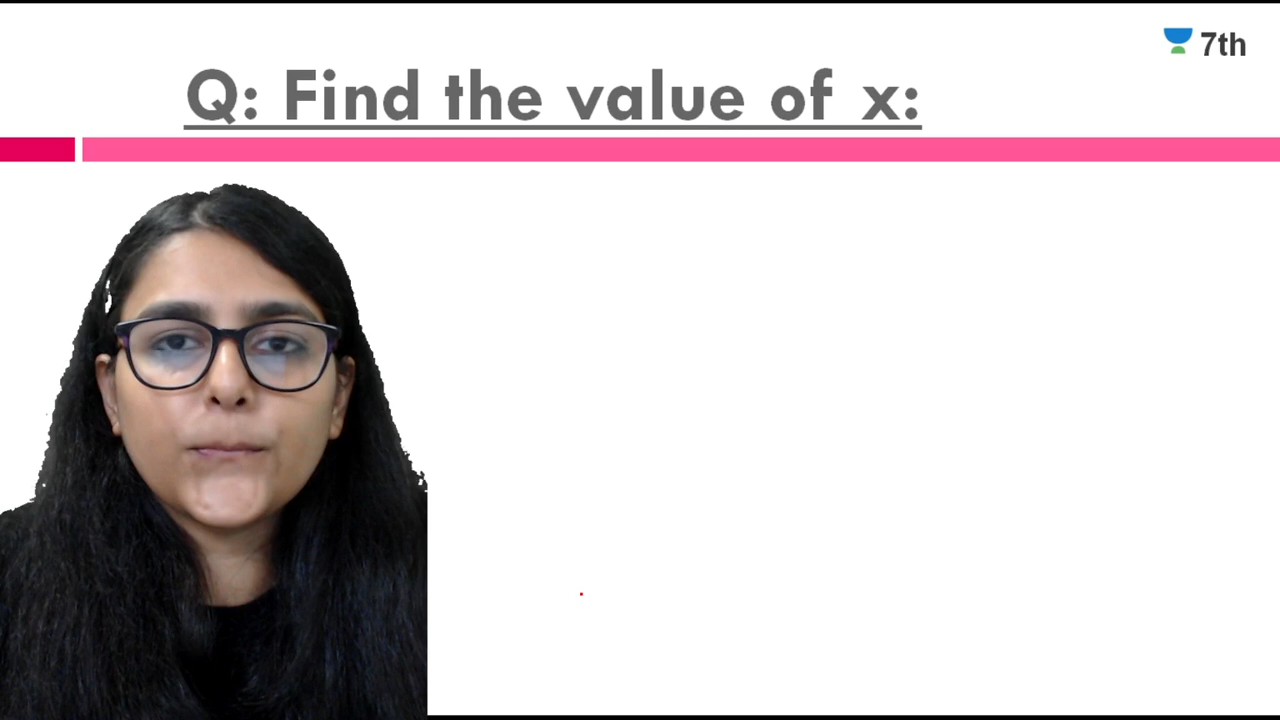 7th
Q: Find the value of x: